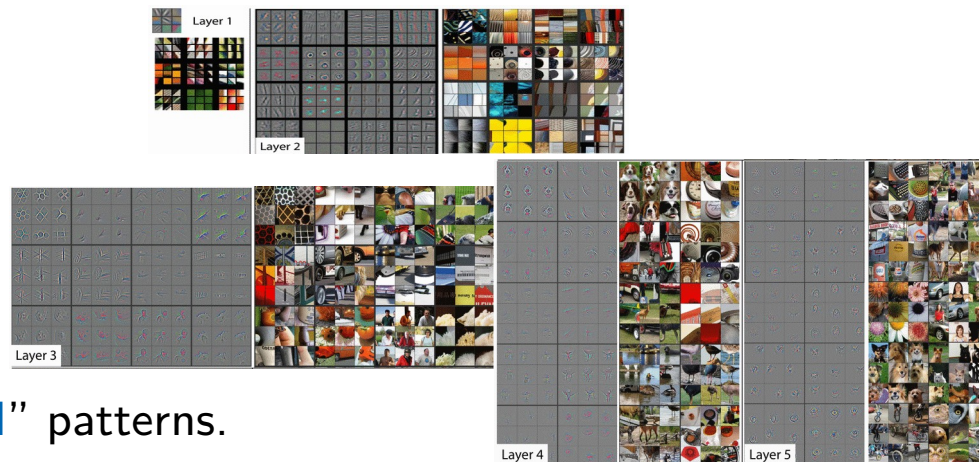 Layer 1
Layer 2
Layer 3
” patterns.
Layer 4
Layer 5